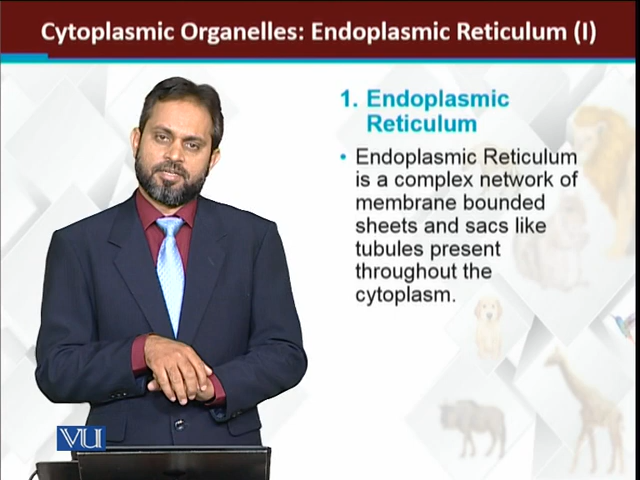 Cytoplasmic Organelles: Endoplasmic Reticulum (I)
1. Endoplasmic
Reticulum
• Endoplasmic Reticulum
is a complex network of
membrane bounded
sheets and sacs like
tubules present
throughout the
cytoplasm.
VU